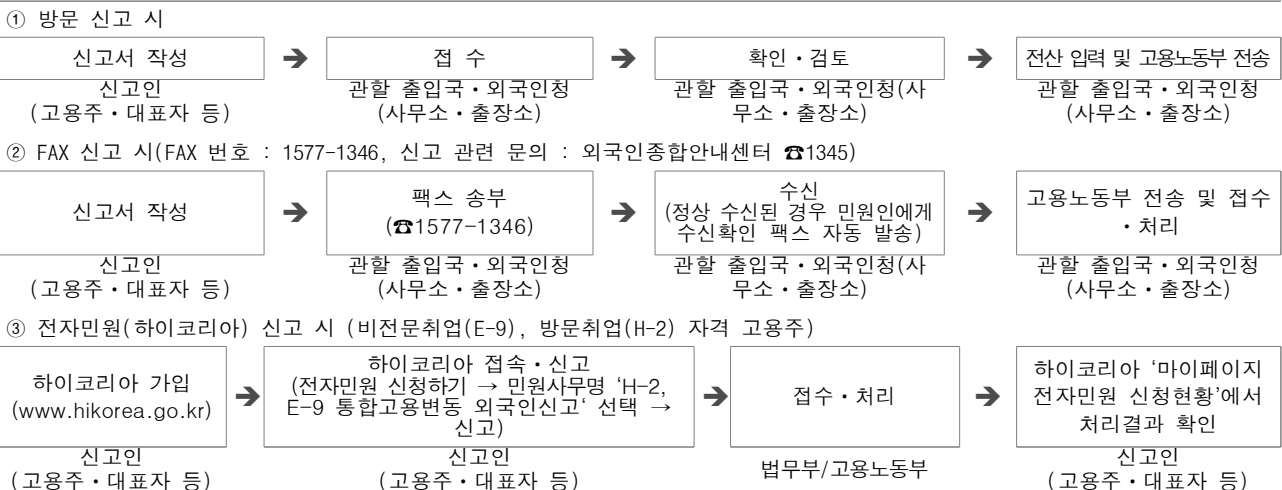 ① 방문 신고 시
신고서 작성 ➔ 접 수 ➔ 확인・검토 ➔ 전산 입력 및 고용노동부 전송
신고인
(고용주・대표자 등)
관할 출입국・외국인청
(사무소・출장소)
관할 출입국・외국인청(사
무소・출장소)
관할 출입국・외국인청
(사무소・출장소)
② FAX 신고 시(FAX 번호 : 1577-1346, 신고 관련 문의 : 외국인종합안내센터 ☎1345)
신고서 작성
➔
팩스 송부
(☎1577-1346)
➔
수신
(정상 수신된 경우 민원인에게
수신확인 팩스 자동 발송)
➔
고용노동부 전송 및 접수
・처리
신고인
(고용주・대표자 등)
관할 출입국・외국인청
(사무소・출장소)
관할 출입국・외국인청(사
무소・출장소)
관할 출입국・외국인청
(사무소・출장소)
③ 전자민원(하이코리아) 신고 시 (비전문취업(E-9), 방문취업(H-2) 자격 고용주)
하이코리아 가입
(www.hikorea.go.kr)
➔
하이코리아 접속・신고
(전자민원 신청하기 → 민원사무명 ‘H-2,
E-9 통합고용변동 외국인신고‘ 선택 →
신고)
➔
접수・처리
➔
하이코리아 ‘마이페이지
전자민원 신청현황’에서
처리결과 확인
신고인
(고용주・대표자 등)
신고인
(고용주・대표자 등)
법무부/고용노동부
신고인
(고용주・대표자 등)